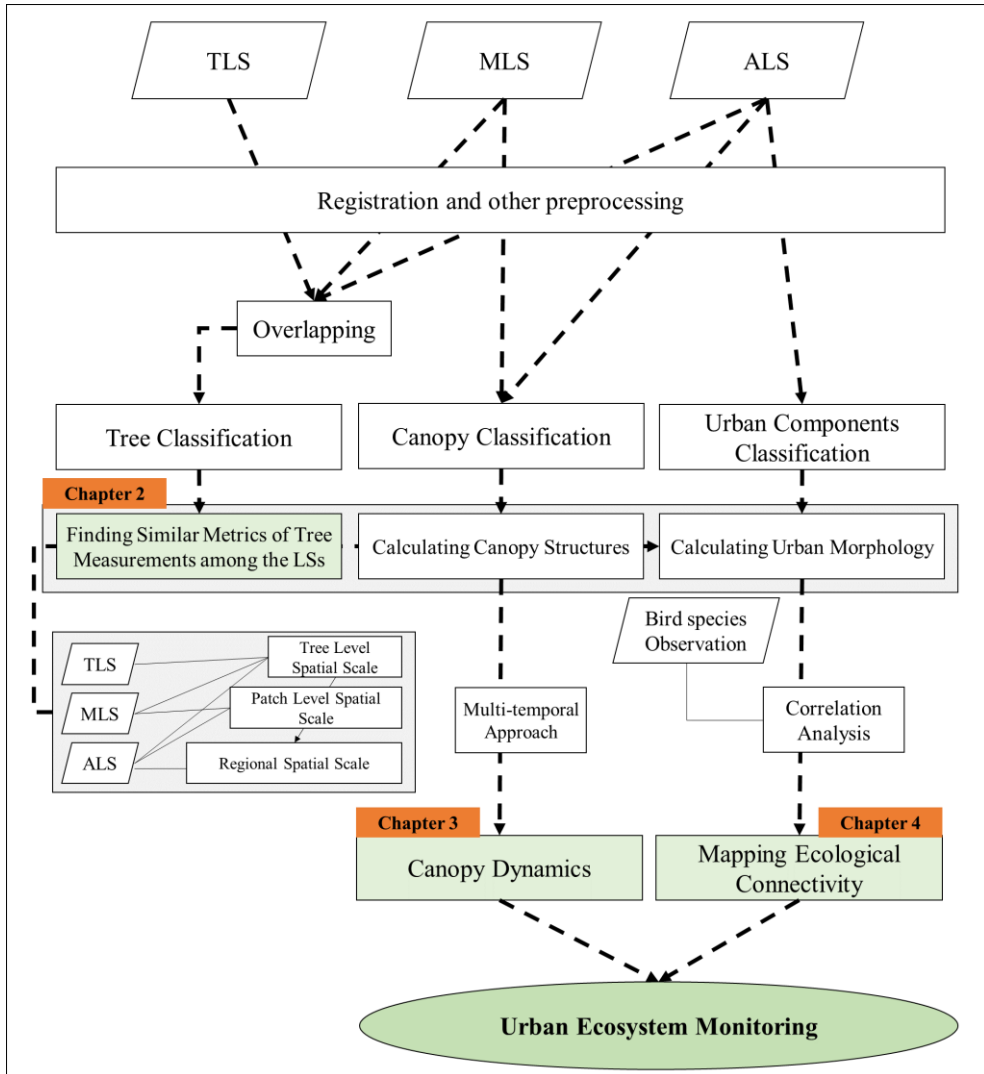 TLS
MLS
ALS
Registration and other preprocessing
Overlapping
Tree Classification
Canopy Classification
Urban Components
Classification
Chapter 2
Finding Similar Metrics of Tree
Measurements among the LSs
Calculating Canopy Structures
Calculating Urban Morphology
Bird species
Observation
TLS
MLS
ALS
Tree Level
Spatial Scale
Patch Level Spatial
Scale
Regional Spatial Scale
Multi-temporal
Approach
Correlation
Analysis
Chapter 3
Canopy Dynamics
Chapter 4
Mapping Ecological
Connectivity
Urban Ecosystem Monitoring